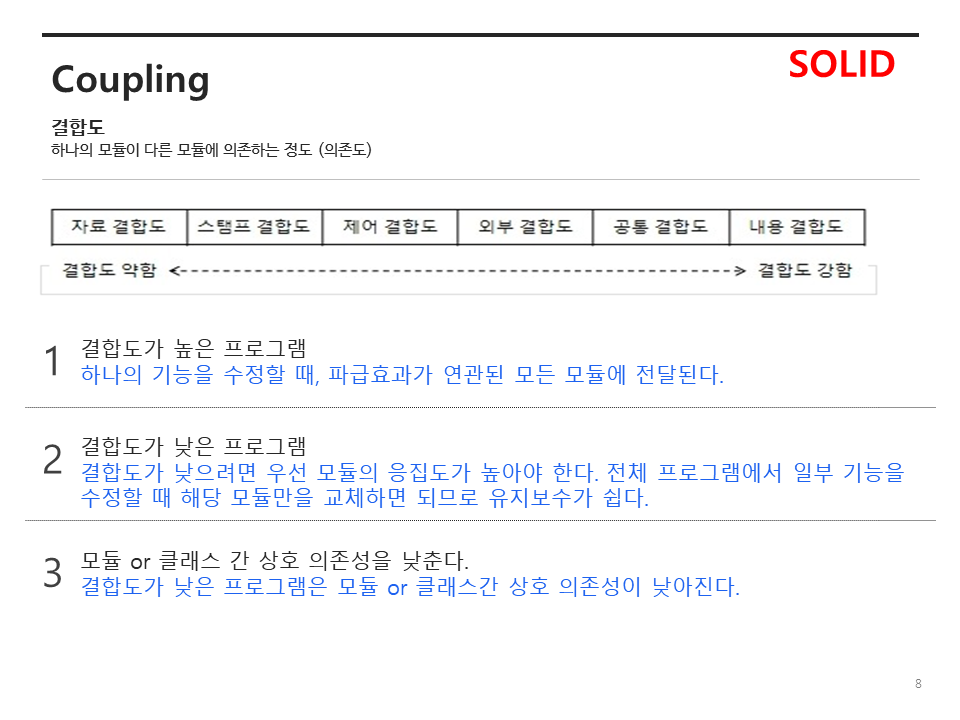 SOLID
Coupling
결합도
하나의 모듈이 다른 모듈에 의존하는 정도 (의존도)
자료 결합도 스탬프 결합도 제어 결합도 외부 결합도 공통 결합도 내용 결합도
결합도 약함 <-----------------------------------------------------> 결합도 강함
1 결합도가 높은 프로그램
하나의 기능을 수정할 때, 파급효과가 연관된 모든 모듈에 전달된다.
2 결합도가 낮은 프로그램
결합도가 낮으려면 우선 모듈의 응집도가 높아야 한다. 전체 프로그램에서 일부 기능을
수정할 때 해당 모듈만을 교체하면 되므로 유지보수가 쉽다.
3 모듈 or 클래스 간 상호 의존성을 낮춘다.
결합도가 낮은 프로그램은 모듈 or 클래스간 상호 의존성이 낮아진다.
8